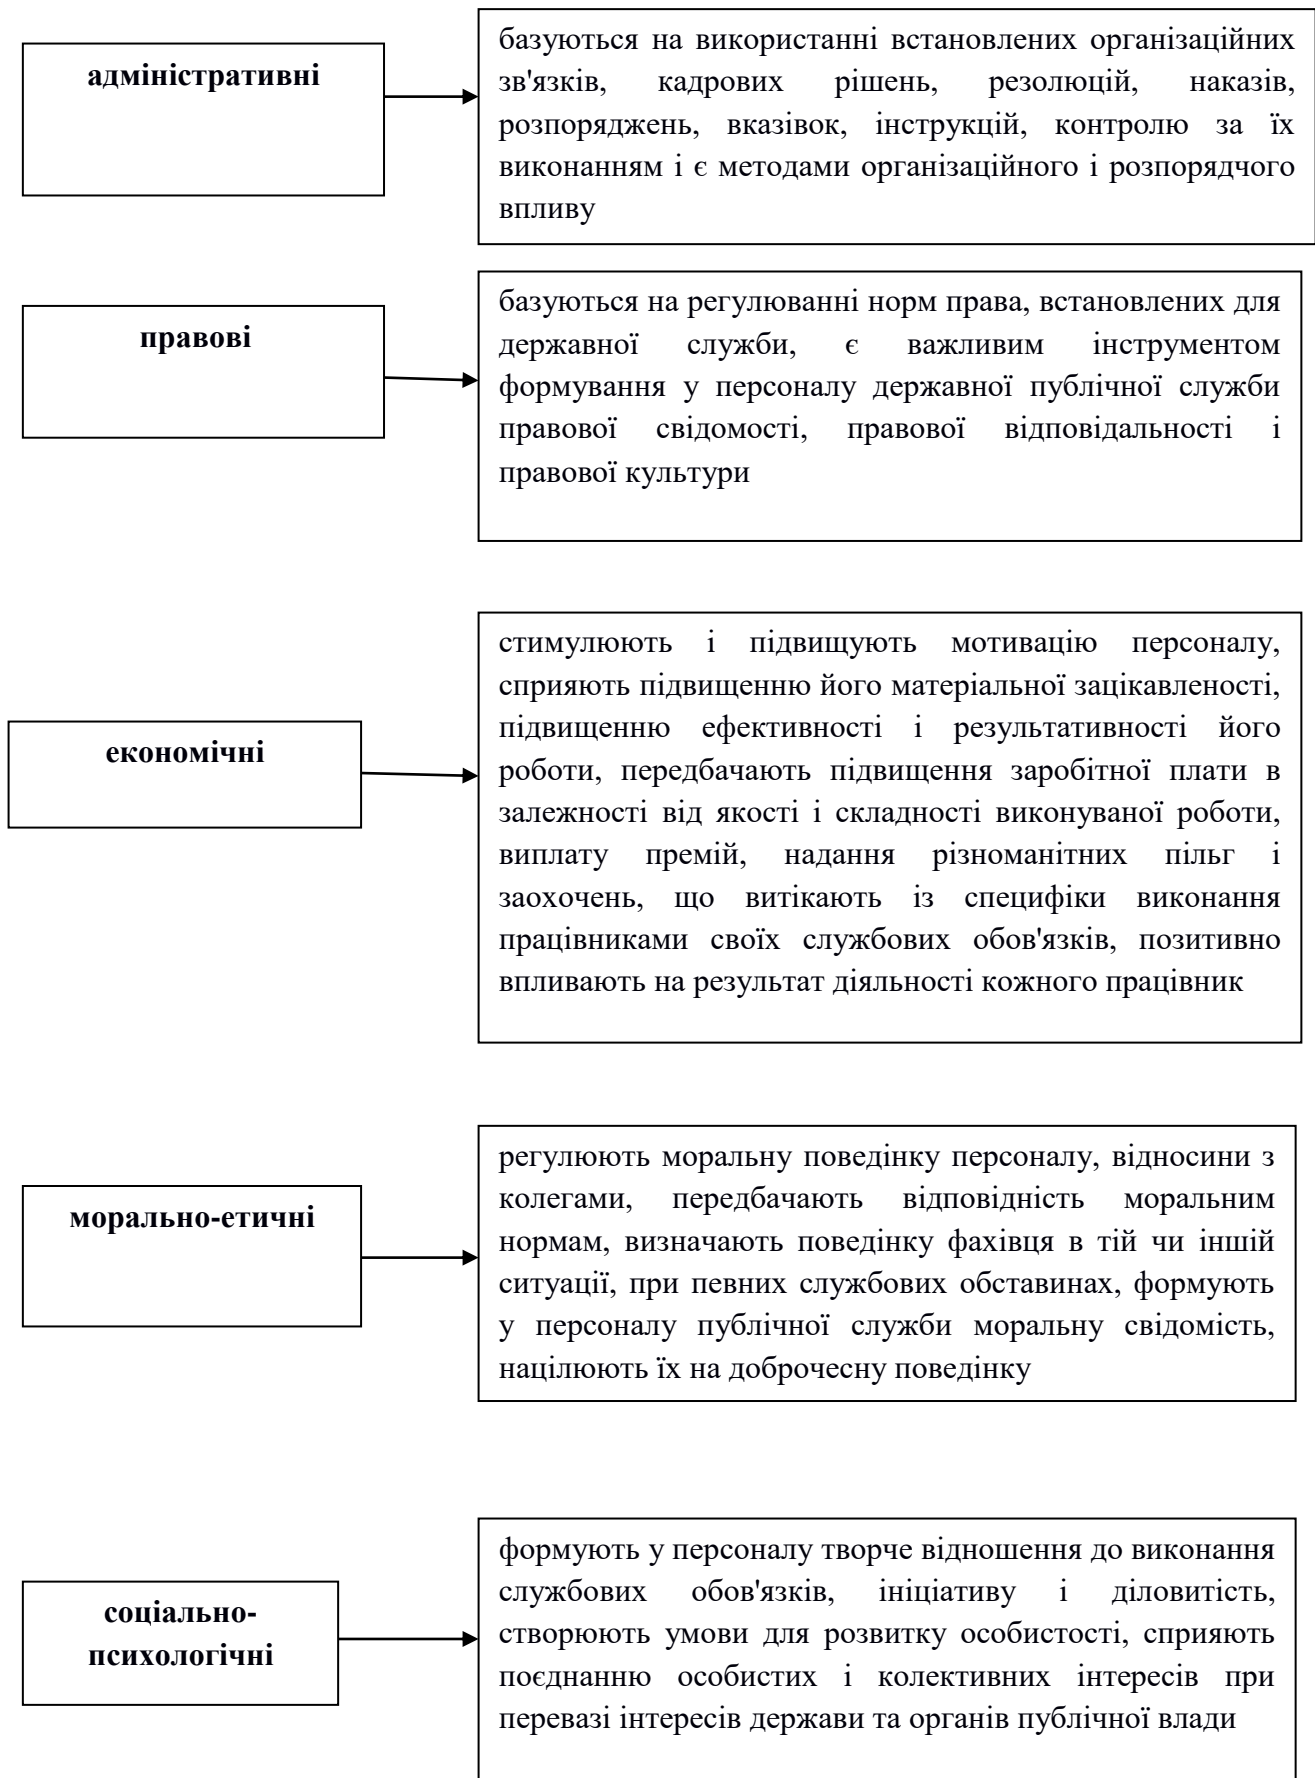 адміністративні
базуються на використанні встановлених організаційних
зв'язків, кадрових рішень, резолюцій, наказів,
розпоряджень, вказівок, інструкцій, контролю за їх
виконанням і є методами організаційного і розпорядчого
впливу
правові
базуються на регулюванні норм права, встановлених для
державної служби, є важливим інструментом
формування у персоналу державної публічної служби
правової свідомості, правової відповідальності і
правової культури
економічні
стимулюють і підвищують мотивацію персоналу,
сприяють підвищенню його матеріальної зацікавленості,
підвищенню ефективності і результативності його
роботи, передбачають підвищення заробітної плати в
залежності від якості і складності виконуваної роботи,
виплату премій, надання різноманітних пільг і
заохочень, що витікають із специфіки виконання
працівниками своїх службових обов'язків, позитивно
впливають на результат діяльності кожного працівник
морально-етичні
регулюють моральну поведінку персоналу, відносини з
колегами, передбачають відповідність моральним
нормам, визначають поведінку фахівця в тій чи іншій
ситуації, при певних службових обставинах, формують
у персоналу публічної служби моральну свідомість,
націлюють їх на доброчесну поведінку
соціально-
психологічні
формують у персоналу творче відношення до виконання
службових обов'язків, ініціативу і діловитість,
створюють умови для розвитку особистості, сприяють
поєднанню особистих і колективних інтересів при
перевазі інтересів держави та органів публічної влади